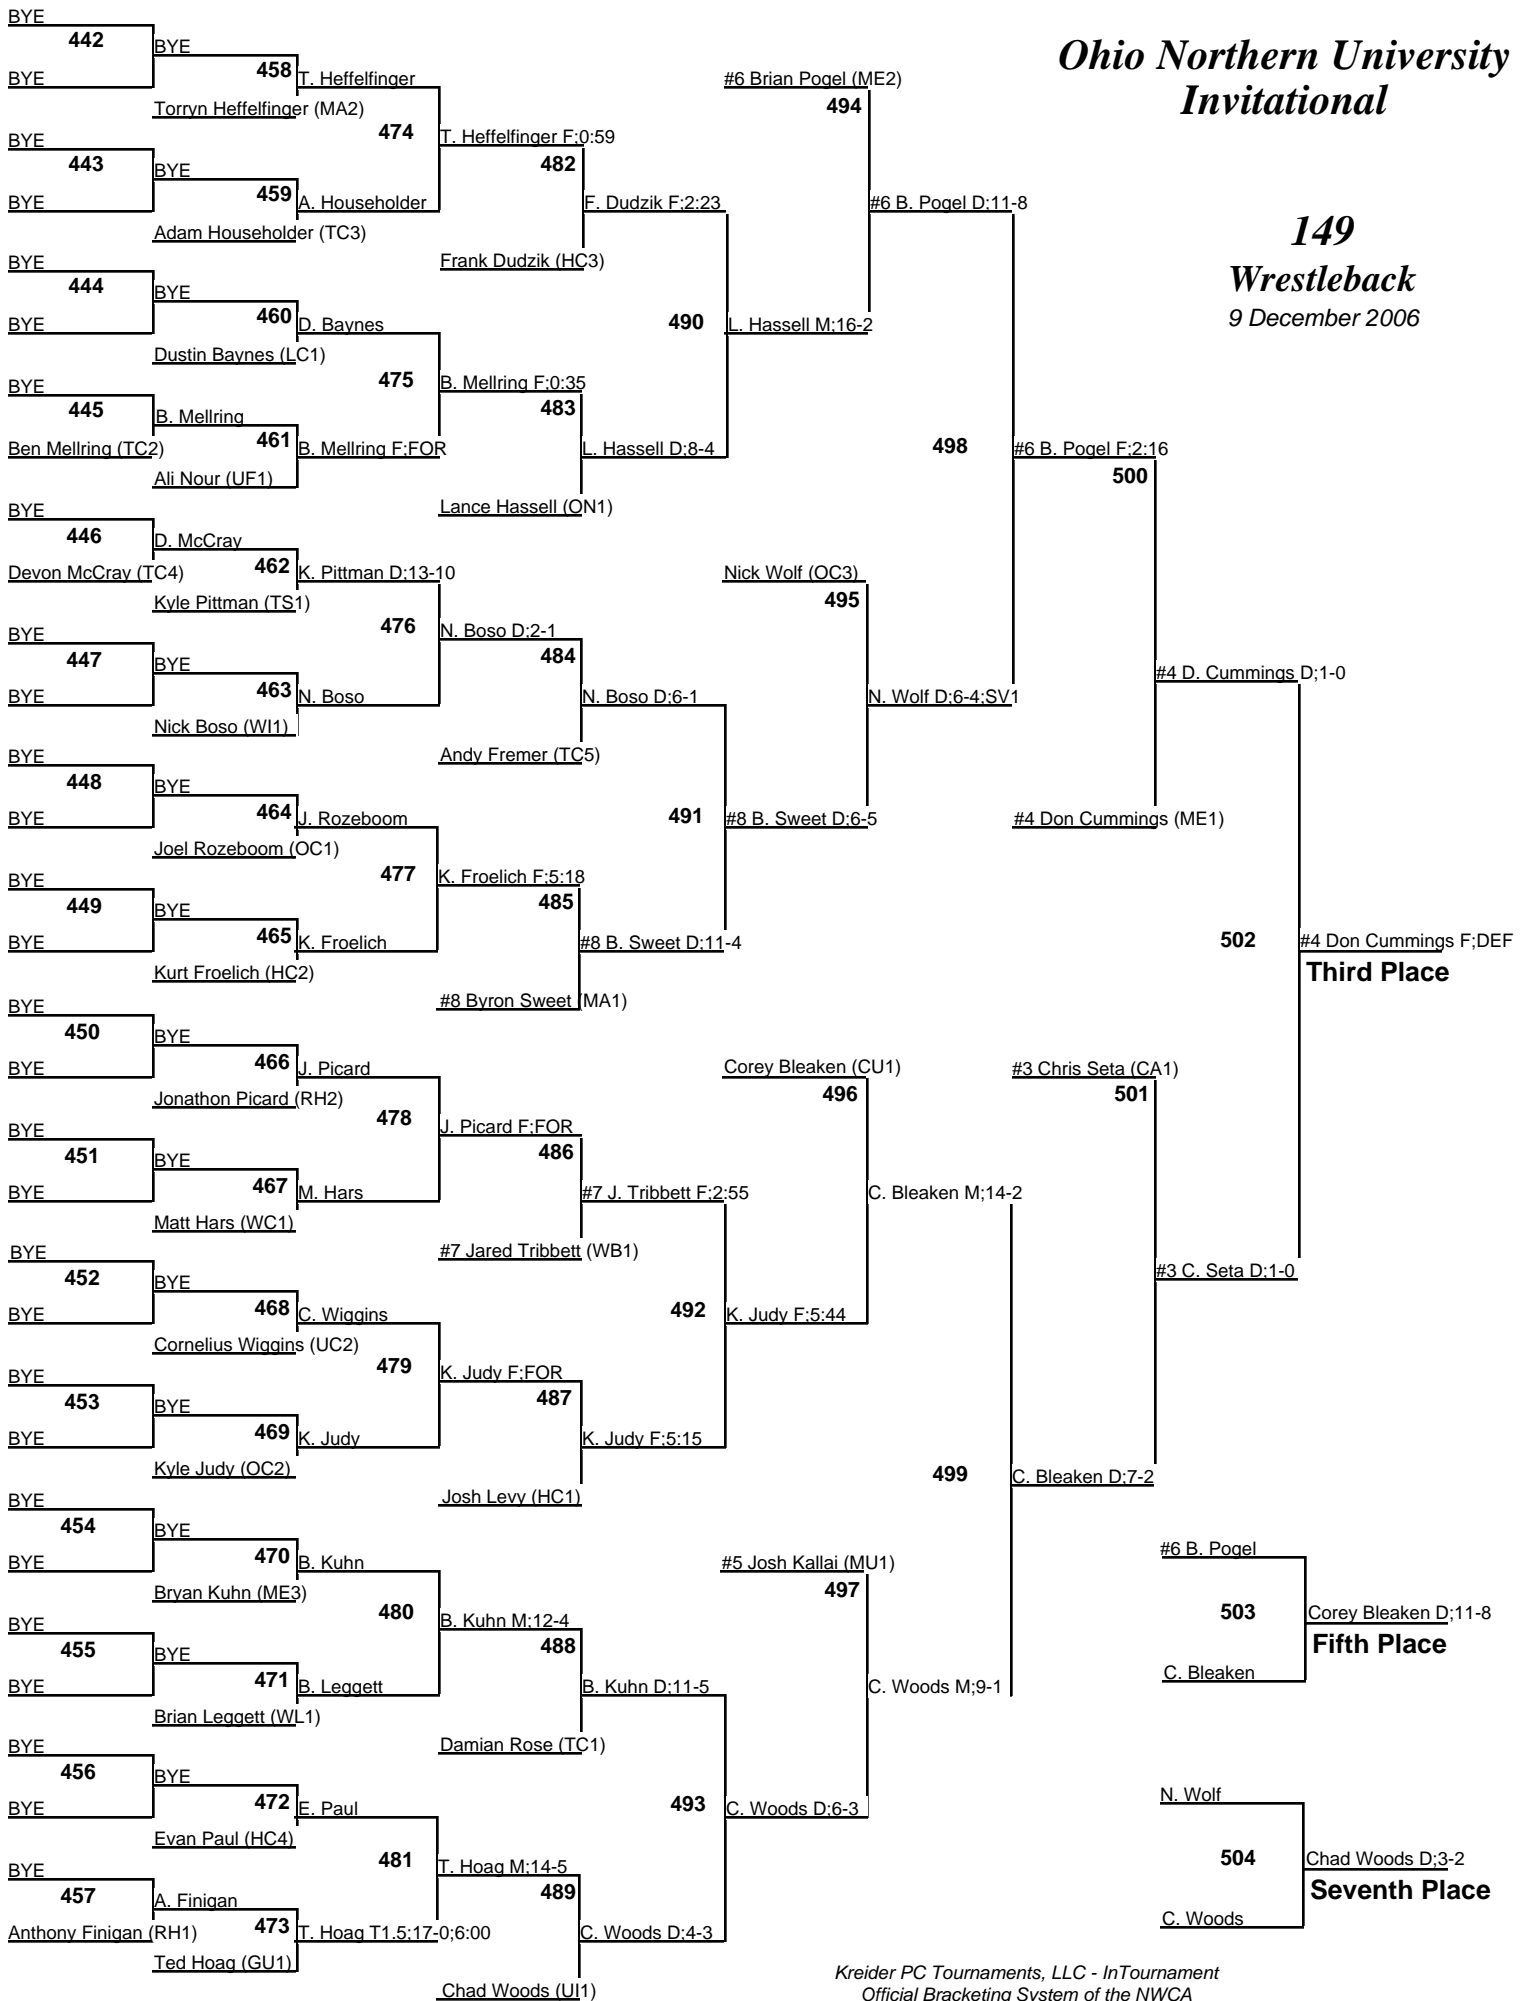 Ohio Northern University
Invitational
149
Wrestleback
9 December 2006
BYE
442
BYE
BYE
458
T. Heffelfinger
Torryn Heffelfinger (MA2)
474
BYE
443
BYE
BYE
459
A. Householder
Adam Householder (TC3)
T. Heffelfinger F;0:59
482
F. Dudzik F;2:23
Frank Dudzik (HC3)
BYE
444
BYE
BYE
460
D. Baynes
Dustin Baynes (LC1)
475
BYE
445
Ben Mellring (TC2)
B. Mellring
461
B. Mellring F;FOR
Ali Nour (UF1)
B. Mellring F;0:35
483
L. Hassell D;8-4
Lance Hassell (ON1)
490
L. Hassell M;16-2
#6 Brian Pogel (ME2)
494
#6 B. Pogel D;11-8
BYE
446
Devon McCray (TC4)
D. McCray
462
K. Pittman D;13-10
Kyle Pittman (TS1)
476
BYE
447
BYE
BYE
463
N. Boso
Nick Boso (WI1)
N. Boso D;2-1
484
N. Boso D;6-1
Andy Fremer (TC5)
BYE
448
BYE
BYE
464
J. Rozeboom
Joel Rozeboom (OC1)
477
BYE
449
BYE
BYE
465
K. Froelich
Kurt Froelich (HC2)
K. Froelich F;5:18
485
#8 B. Sweet D;11-4
#8 Byron Sweet (MA1)
491
#8 B. Sweet D;6-5
Nick Wolf (OC3)
495
N. Wolf D;6-4;SV1
498
#6 B. Pogel F;2:16
500
#4 Don Cummings (ME1)
#4 D. Cummings D;1-0
BYE
450
BYE
BYE
466
J. Picard
Jonathon Picard (RH2)
478
BYE
451
BYE
BYE
467
M. Hars
Matt Hars (WC1)
J. Picard F;FOR
486
#7 J. Tribbett F;2:55
#7 Jared Tribbett (WB1)
BYE
452
BYE
BYE
468
C. Wiggins
Cornelius Wiggins (UC2)
479
BYE
453
BYE
BYE
469
K. Judy
Kyle Judy (OC2)
K. Judy F;FOR
487
K. Judy F;5:15
Josh Levy (HC1)
492
K. Judy F;5:44
Corey Bleaken (CU1)
496
C. Bleaken M;14-2
BYE
454
BYE
BYE
470
B. Kuhn
Bryan Kuhn (ME3)
480
BYE
455
BYE
BYE
471
B. Leggett
Brian Leggett (WL1)
B. Kuhn M;12-4
488
B. Kuhn D;11-5
Damian Rose (TC1)
BYE
456
BYE
BYE
472
E. Paul
Evan Paul (HC4)
481
BYE
457
Anthony Finigan (RH1)
A. Finigan
473
T. Hoag T1.5;17-0;6:00
Ted Hoag (GU1)
T. Hoag M;14-5
489
C. Woods D;4-3
Chad Woods (UI1)
493
C. Woods D;6-3
#5 Josh Kallai (MU1)
497
C. Woods M;9-1
499
C. Bleaken D;7-2
#3 Chris Seta (CA1)
501
#3 C. Seta D;1-0
502
#4 Don Cummings F;DEF
Third Place
#6 B. Pogel
503
C. Bleaken
Corey Bleaken D;11-8
Fifth Place
N. Wolf
504
C. Woods
Chad Woods D;3-2
Seventh Place
Kreider PC Tournaments, LLC - InTournament
Official Bracketing System of the NWCA